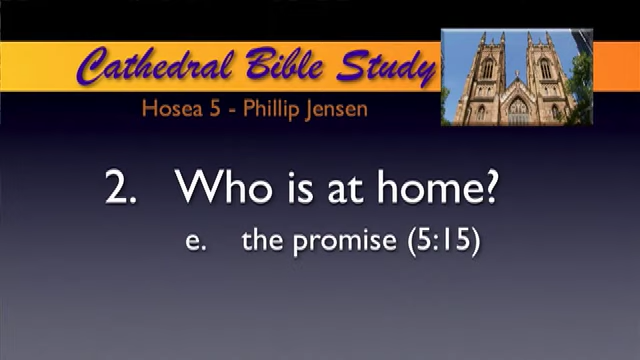 Cathedral Bible Study
Hosea 5 - Phillip Jensen
2. Who is at home?
e. the promise (5:15)